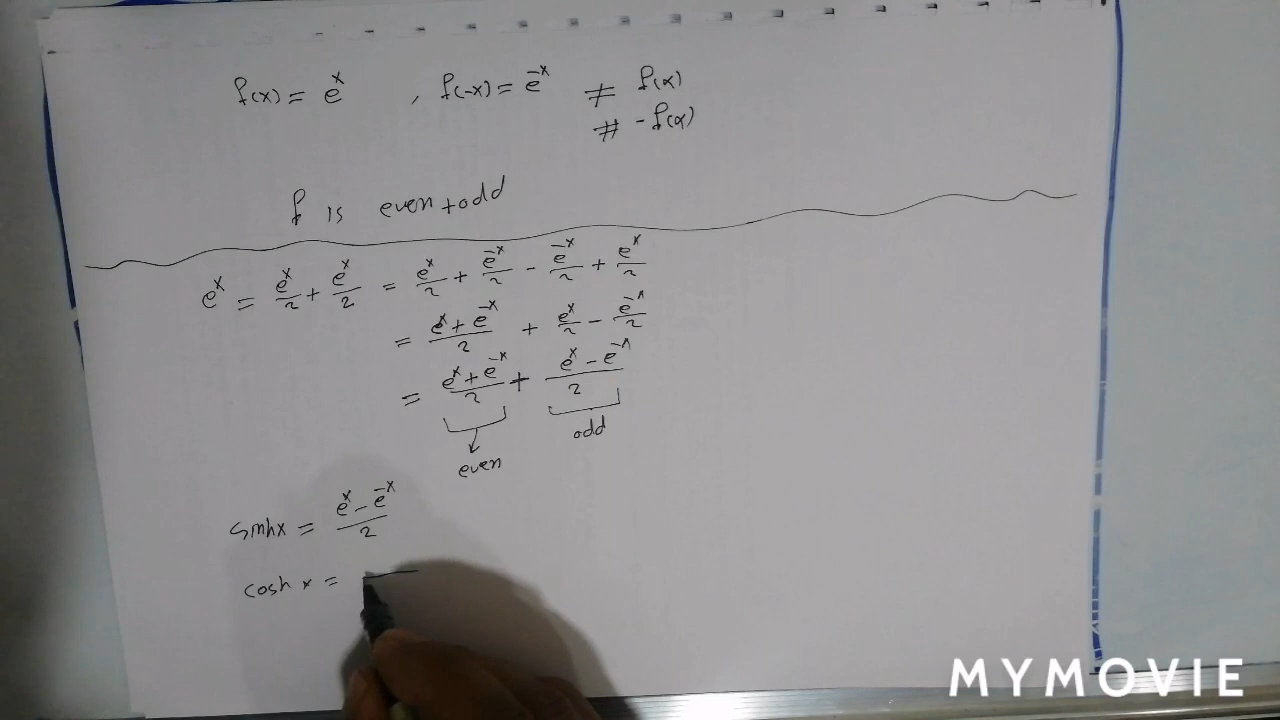 f(x) = e^x , f(-x) = e^-x ≠ f(x)
≠ -f(x)
f is even + odd
e^x = e^x/2 + e^x/2 = e^x/2 + e^-x/2 - e^-x/2 + e^x/2
= (e^x + e^-x)/2 + e^x/2 - e^-x/2
= (e^x + e^-x)/2 + (e^x - e^-x)/2
odd
even
sinhx = (e^x - e^-x)/2
cosh x =
MYMOVIE